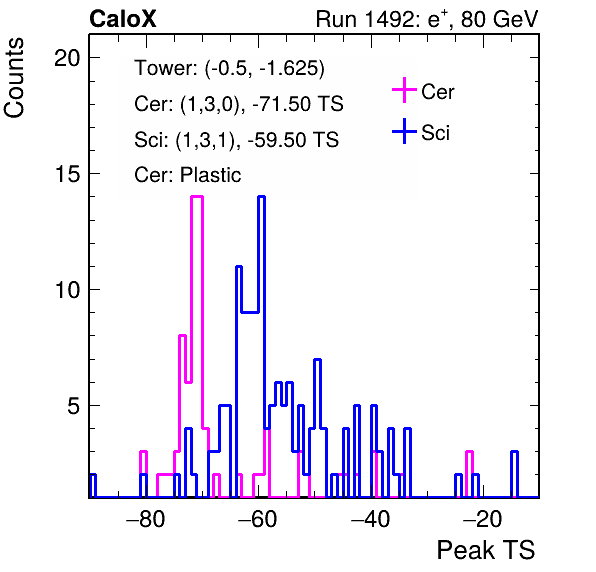 CaloX Run 1492: e⁺, 80 GeV
Counts
Tower: (-0.5, -1.625)
Cer: (1,3,0), -71.50 TS
Sci: (1,3,1), -59.50 TS
Cer: Plastic
Cer
Sci
20
15
10
5
−80 −60 −40 −20
Peak TS